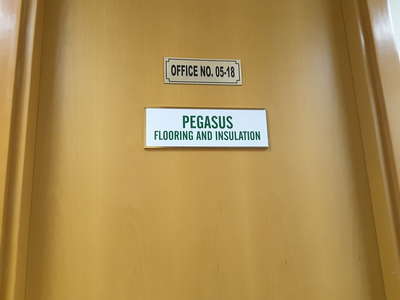 OFFICE NO. 05-18
PEGASUS
FLOORING AND INSULATION